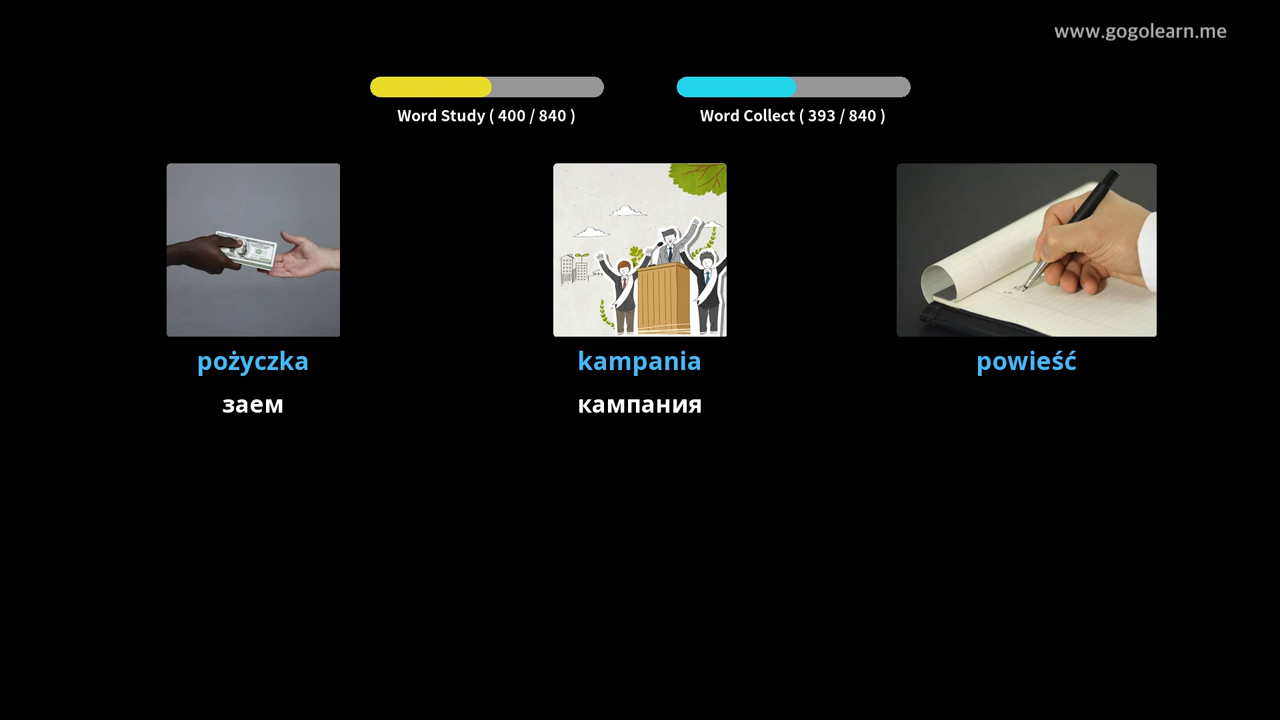 www.gogolearn.me
Word Study ( 400 / 840 )
Word Collect ( 393 / 840 )
pożyczka
kampania
powieść
заем
кампания